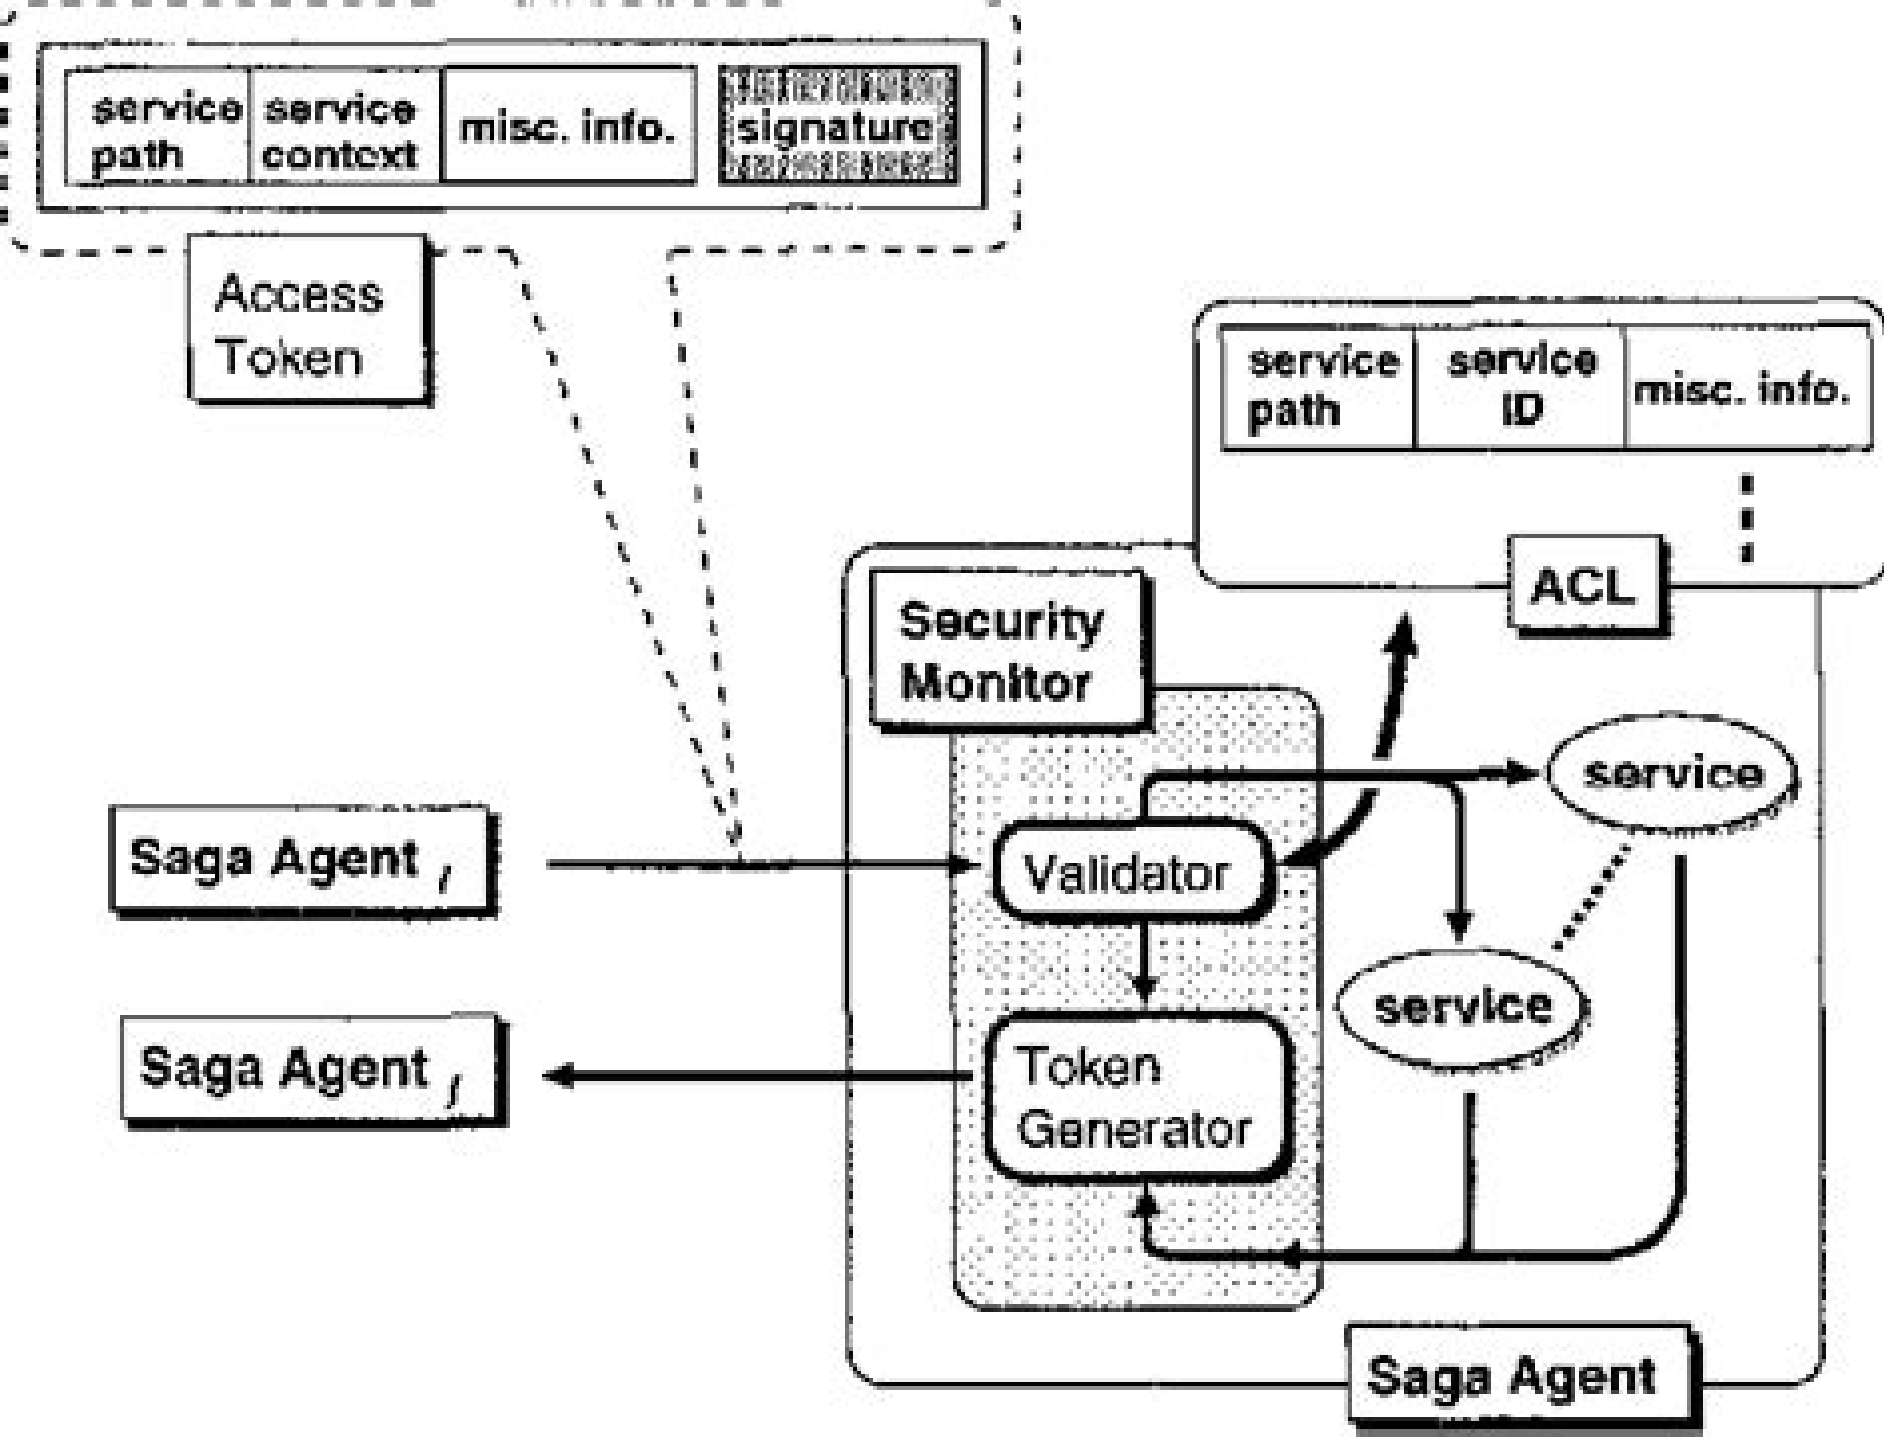 service path
service context
misc. info.
signature
Access
Token
service path
service ID
misc. info.
ACL
Security
Monitor
service
Saga Agent
Validator
service
Saga Agent
Token
Generator
Saga Agent